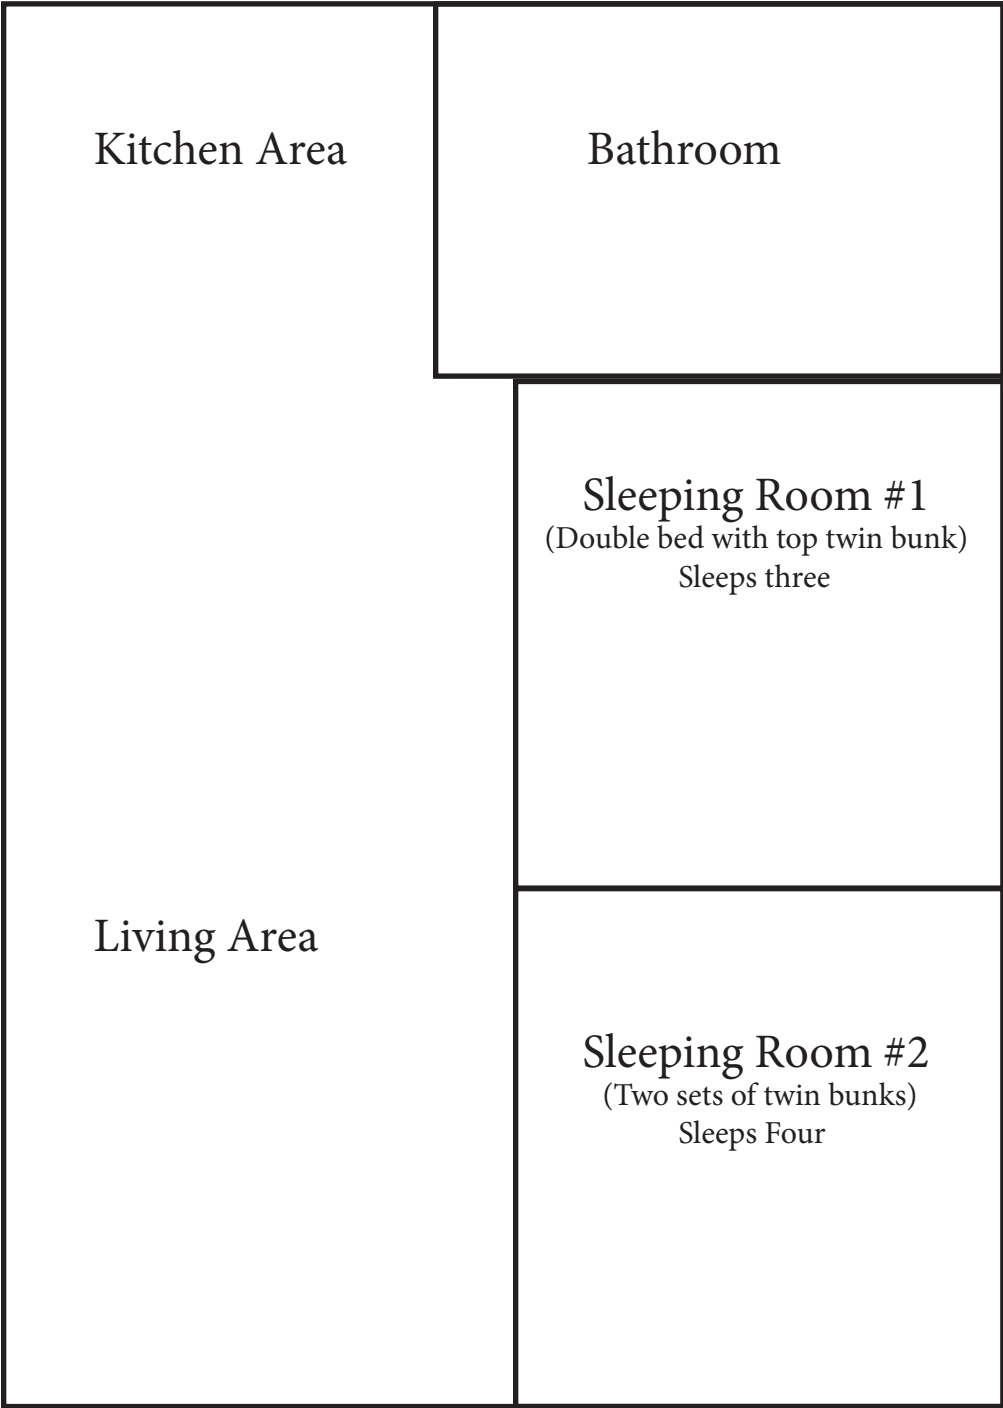 Kitchen Area
Bathroom
Sleeping Room #1
(Double bed with top twin bunk)
Sleeps three
Living Area
Sleeping Room #2
(Two sets of twin bunks)
Sleeps Four